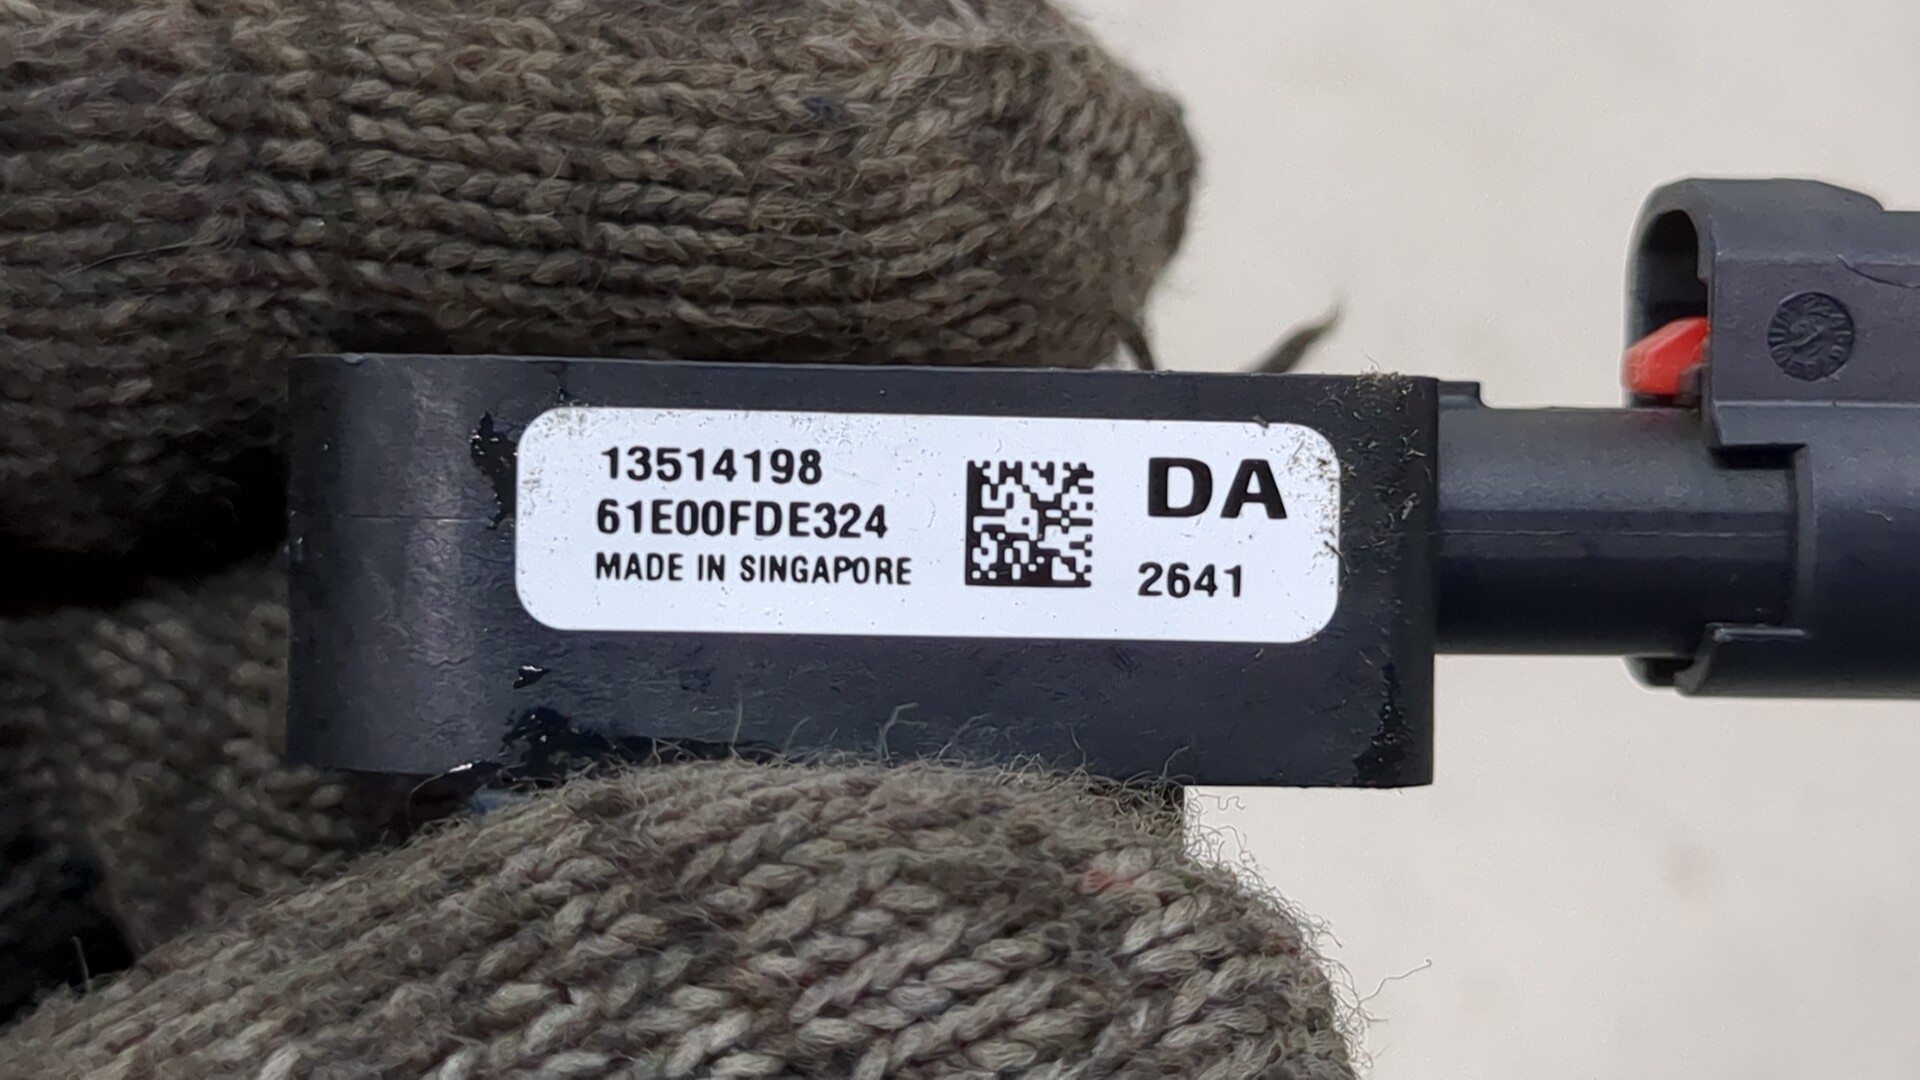 13514198
61E00FDE324
MADE IN SINGAPORE
DA
2641